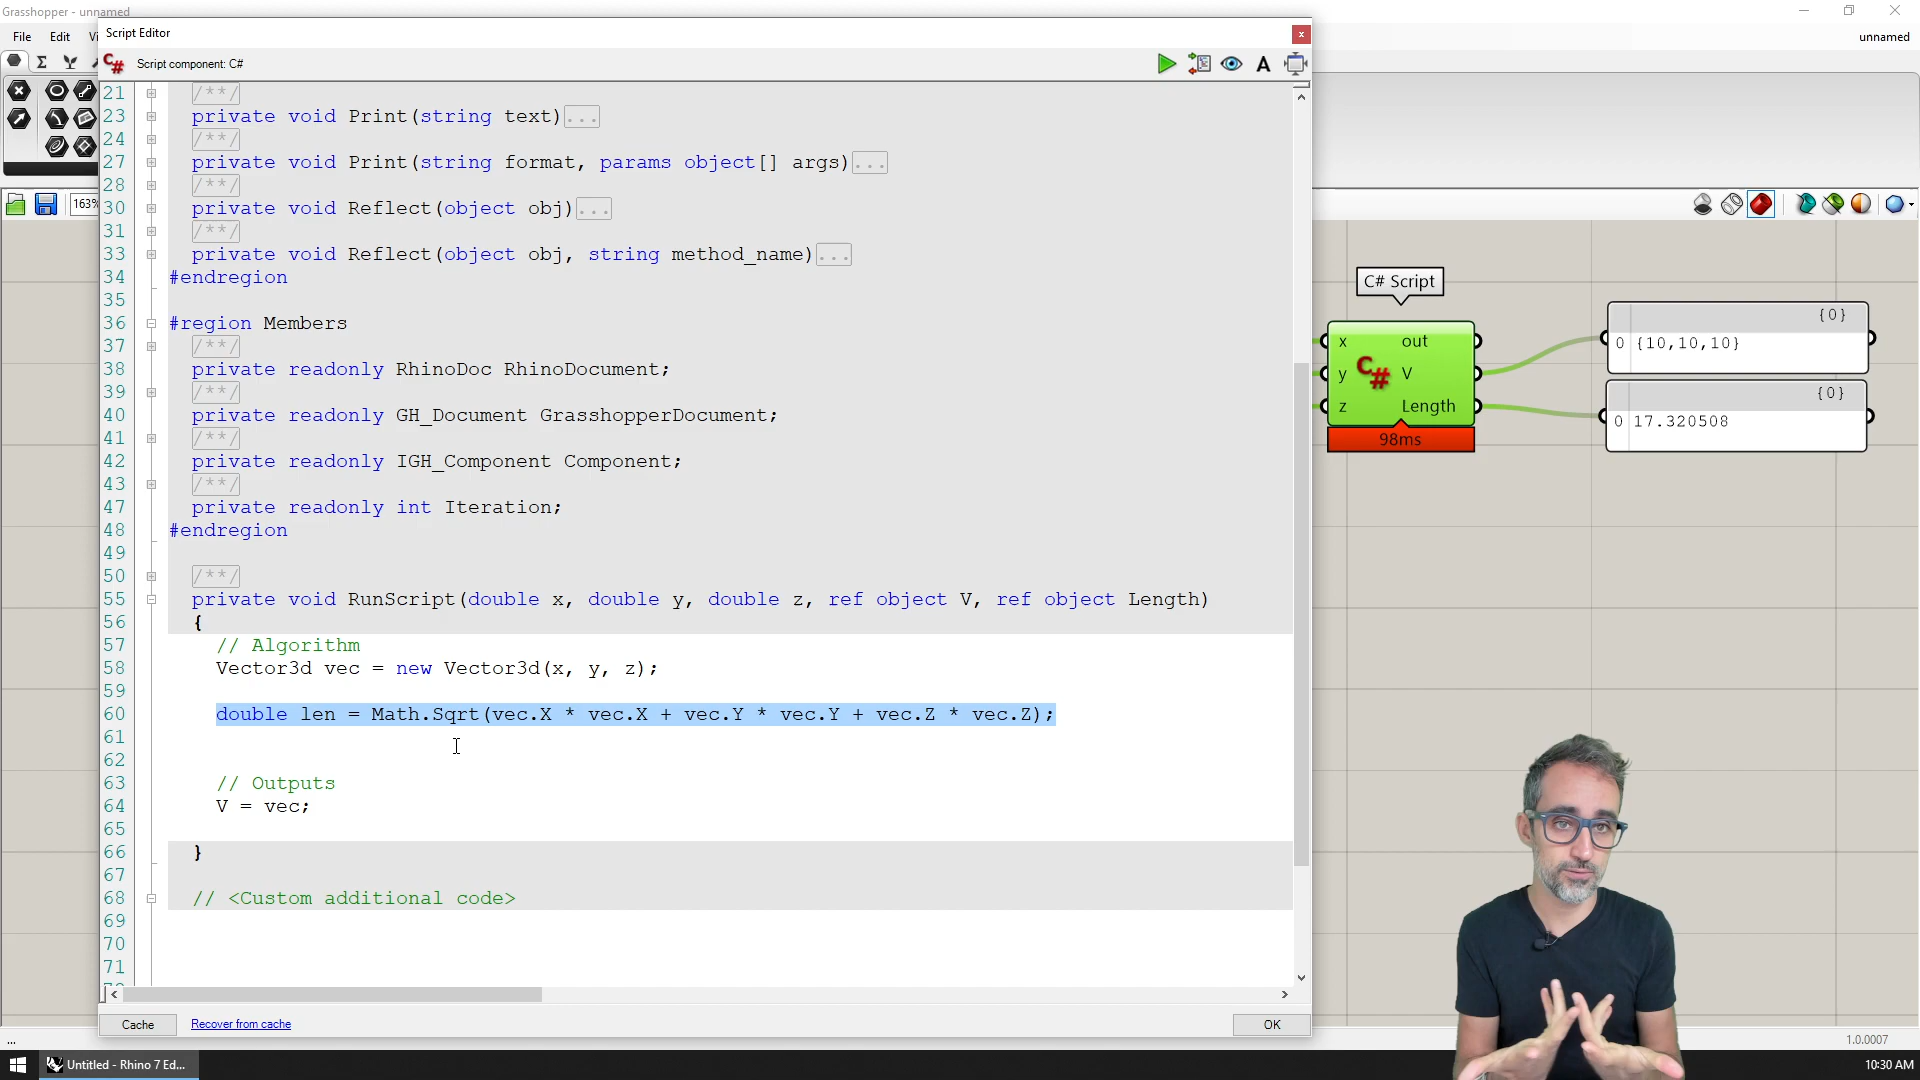 Grasshopper - unnamed
File Edit Vi
unnamed
Script Editor
Script component: C#
163%
21 /**/
23 private void Print(string text)...
24 /**/
27 private void Print(string format, params object[] args)...
28 /**/
30 private void Reflect(object obj)...
31 /**/
33 private void Reflect(object obj, string method_name)...
34 #endregion
35
36 #region Members
37 /**/
38 private readonly RhinoDoc RhinoDocument;
39 /**/
40 private readonly GH_Document GrasshopperDocument;
41 /**/
42 private readonly IGH_Component Component;
43 /**/
47 private readonly int Iteration;
48 #endregion
49
50 /**/
55 private void RunScript(double x, double y, double z, ref object V, ref object Length)
56 {
57 // Algorithm
58 Vector3d vec = new Vector3d(x, y, z);
59
60 double len = Math.Sqrt(vec.X * vec.X + vec.Y * vec.Y + vec.Z * vec.Z);
61
62
63 // Outputs
64 V = vec;
65
66 }
67
68 // <Custom additional code>
69
70
71
Cache Recover from cache OK
C# Script
x out
y C# V
z Length
98ms
{0}
0 {10,10,10}
{0}
0 17.320508
...
1.0.0007
Untitled - Rhino 7 Ed...
10:30 AM